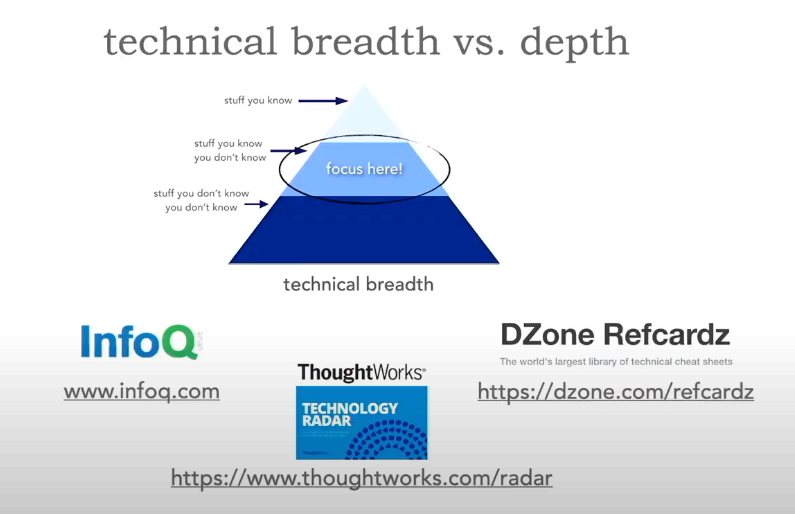 technical breadth vs. depth
stuff you know
stuff you know
you don't know
focus here!
stuff you don't know
you don't know
technical breadth
InfoQ
www.infoq.com
ThoughtWorks®
TECHNOLOGY
RADAR
DZone Refcardz
The world's largest library of technical cheat sheets
https://dzone.com/refcardz
https://www.thoughtworks.com/radar